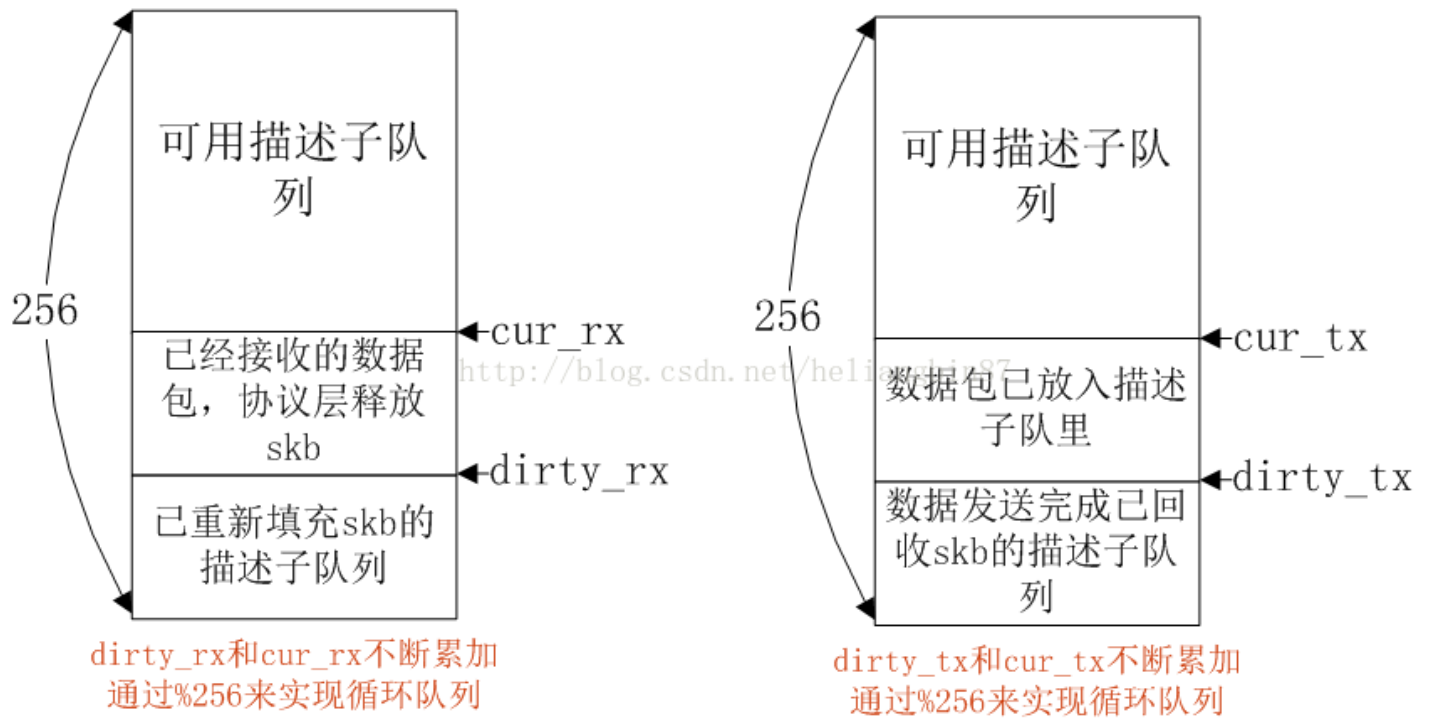 可用描述子队
列
256
cur_rx
已经接收的数据
包，协议层释放
skb
dirty_rx
已重新填充skb的
描述子队列
dirty_rx和cur_rx不断累加
通过%256来实现循环队列
http://blog.csdn.net/helianghin87
可用描述子队
列
256
cur_tx
数据包已放入描述
子队里
dirty_tx
数据发送完成已回
收skb的描述子队
列
dirty_tx和cur_tx不断累加
通过%256来实现循环队列